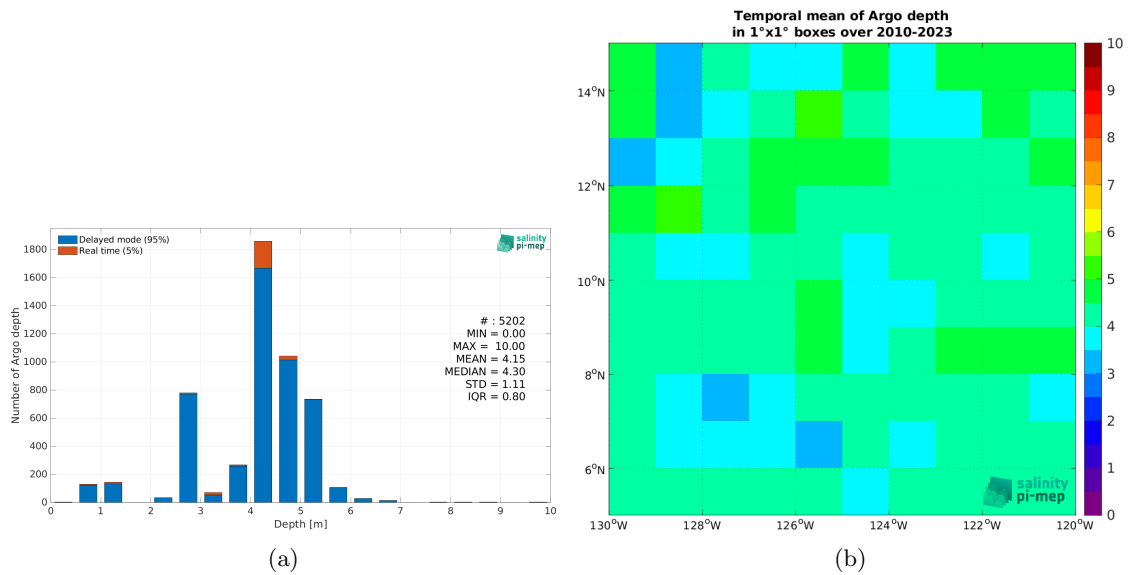 Delayed mode (95%)
Real time (5%)
salinity
pi-mep
# : 5202
MIN = 0.00
MAX = 10.00
MEAN = 4.15
MEDIAN = 4.30
STD = 1.11
IQR = 0.80
Number of Argo depth
1800
1600
1400
1200
1000
800
600
400
200
0
0 1 2 3 4 5 6 7 8 9 10
Depth [m]
(a)
Temporal mean of Argo depth
in 1°x1° boxes over 2010-2023
14°N
12°N
10°N
8°N
6°N
130°W 128°W 126°W 124°W 122°W 120°W
10
9
8
7
6
5
4
3
2
1
0
salinity
pi-mep
(b)